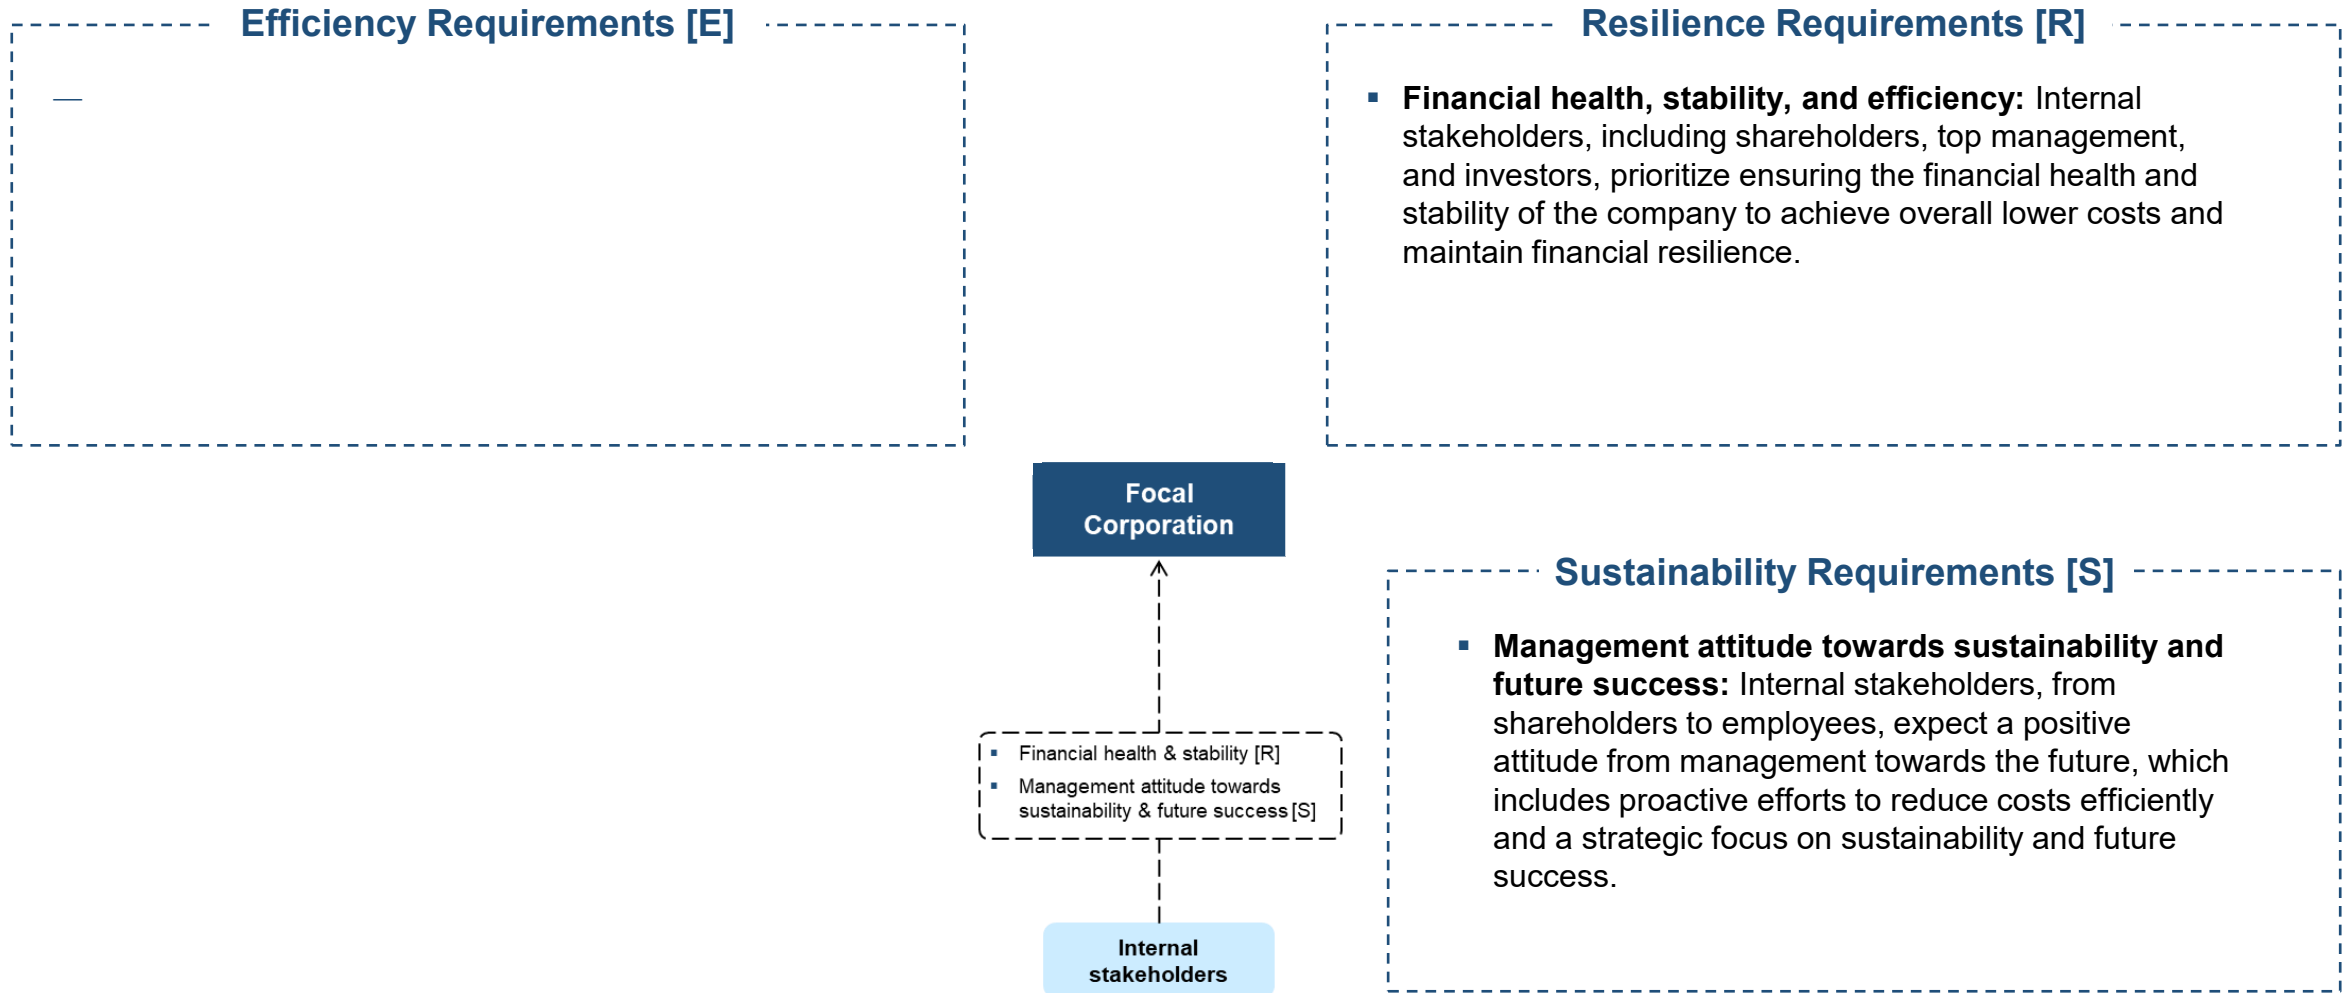 Efficiency Requirements [E]
—
Resilience Requirements [R]
▪ Financial health, stability, and efficiency: Internal
stakeholders, including shareholders, top management,
and investors, prioritize ensuring the financial health and
stability of the company to achieve overall lower costs and
maintain financial resilience.
Focal
Corporation
Sustainability Requirements [S]
▪ Management attitude towards sustainability and
future success: Internal stakeholders, from
shareholders to employees, expect a positive
attitude from management towards the future, which
includes proactive efforts to reduce costs efficiently
and a strategic focus on sustainability and future
success.
▪ Financial health & stability [R]
▪ Management attitude towards
sustainability & future success [S]
Internal
stakeholders